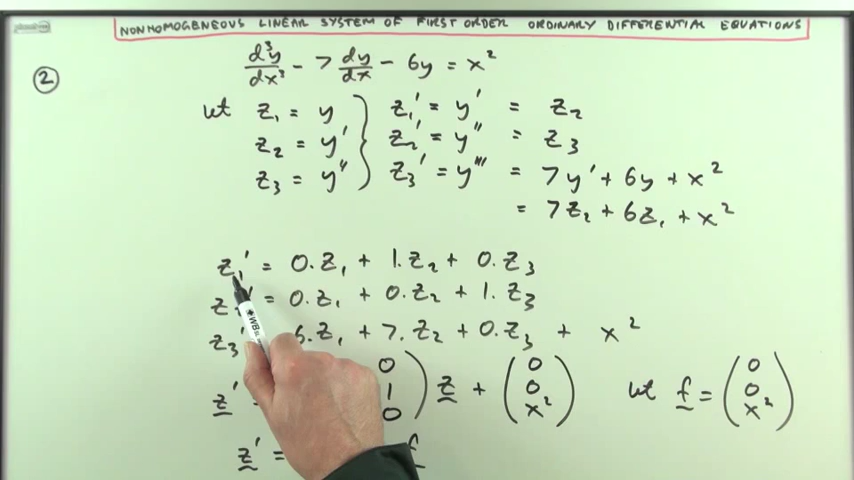 NONHOMOGENEOUS LINEAR SYSTEM OF FIRST ORDER ORDINARY DIFFERENTIAL EQUATIONS
② d³y/dx³ - 7 dy/dx - 6y = x²
let z₁ = y } z₁' = y' = z₂
z₂ = y' z₂' = y'' = z₃
z₃ = y'' z₃' = y''' = 7y' + 6y + x²
= 7z₂ + 6z₁ + x²
z₁' = 0.z₁ + 1.z₂ + 0.z₃
z ' = 0.z₁ + 0.z₂ + 1.z₃
z₃' 6.z₁ + 7.z₂ + 0.z₃ + x²
z' 0 1 0 ) z + ( 0 0 x² ) let f = ( 0 0 x² )
z' = f